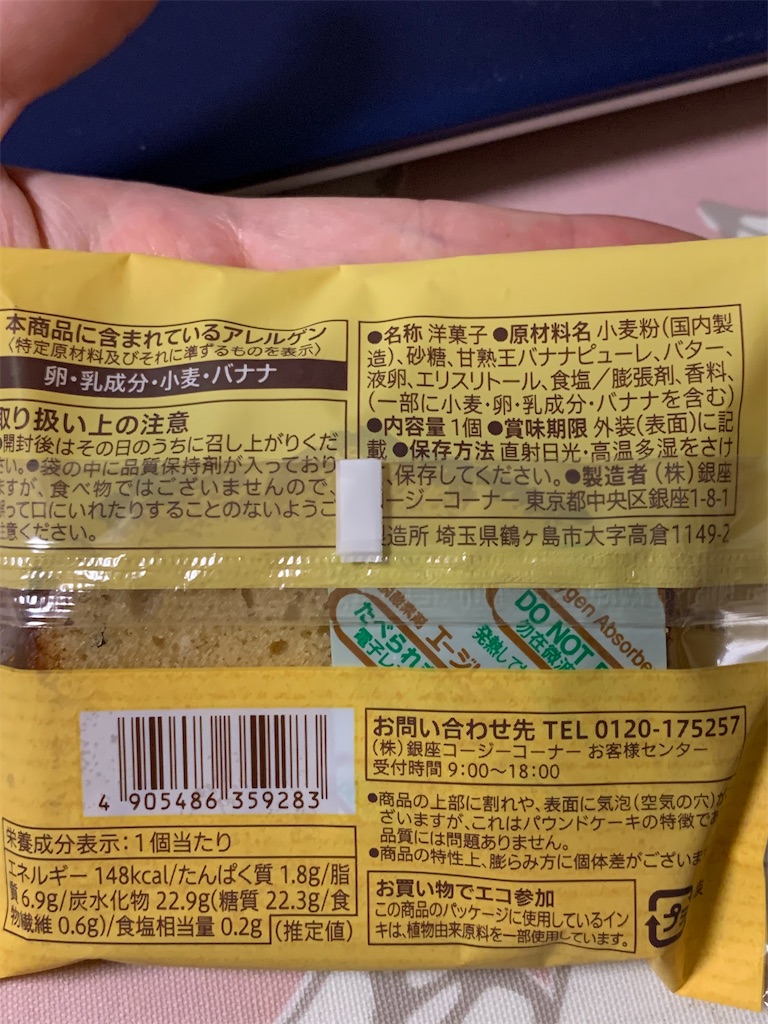 本商品に含まれているアレルゲン
〈特定原材料及びそれに準ずるものを表示〉
卵・乳成分・小麦・バナナ
取り扱い上の注意
●開封後はその日のうちに召し上がりくだ
さい。●袋の中に品質保持剤が入っており
ますが、食べ物ではございませんので、
誤って口にいれたりすることのないようご
注意ください。
●名称 洋菓子 ●原材料名 小麦粉(国内製
造)、砂糖、甘熟王バナナピューレ、バター、
液卵、エリスリトール、食塩/膨張剤、香料、
(一部に小麦・卵・乳成分・バナナを含む)
●内容量 1個 ●賞味期限 外装(表面)に記
載 ●保存方法 直射日光・高温多湿をさけ
、保存してください。●製造者 (株)銀座
ージーコーナー 東京都中央区銀座1-8-1
造所 埼玉県鶴ヶ島市大字高倉1149-2
エージ
たべられ
電子レ
gen Absorbe
DO NOT
勿在微波
発熱して
4 905486 359283
お問い合わせ先 TEL 0120-175257
(株)銀座コージーコーナー お客様センター
受付時間 9:00〜18:00
●商品の上部に割れや、表面に気泡(空気の穴)が
ざいますが、これはパウンドケーキの特徴で
品質には問題ありません。
●商品の特性上、膨らみ方に個体差がございま
栄養成分表示:1個当たり
エネルギー 148kcal/たんぱく質 1.8g/脂
質 6.9g/炭水化物 22.9g(糖質 22.3g/食
物繊維 0.6g)/食塩相当量 0.2g (推定値)
お買い物でエコ参加
この商品のパッケージに使用しているイン
キは、植物由来原料を一部使用しています。
プラ